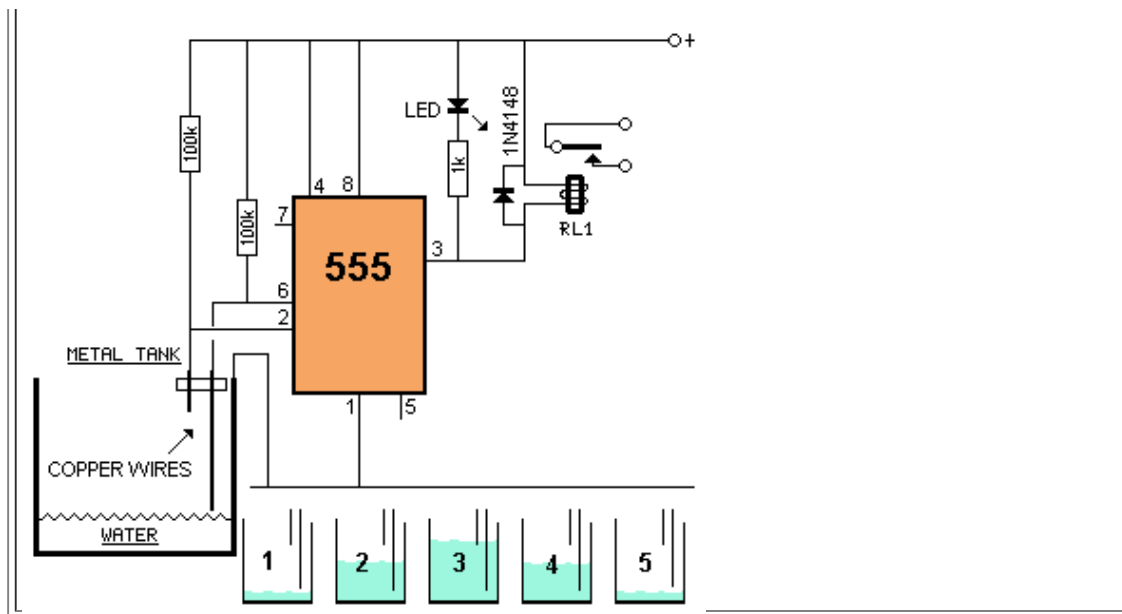 +
LED
1N4148
100k
1k
RL1
4 8
7
100k
3
555
6
2
METAL TANK
1
5
COPPER WIRES
WATER
1 2 3 4 5